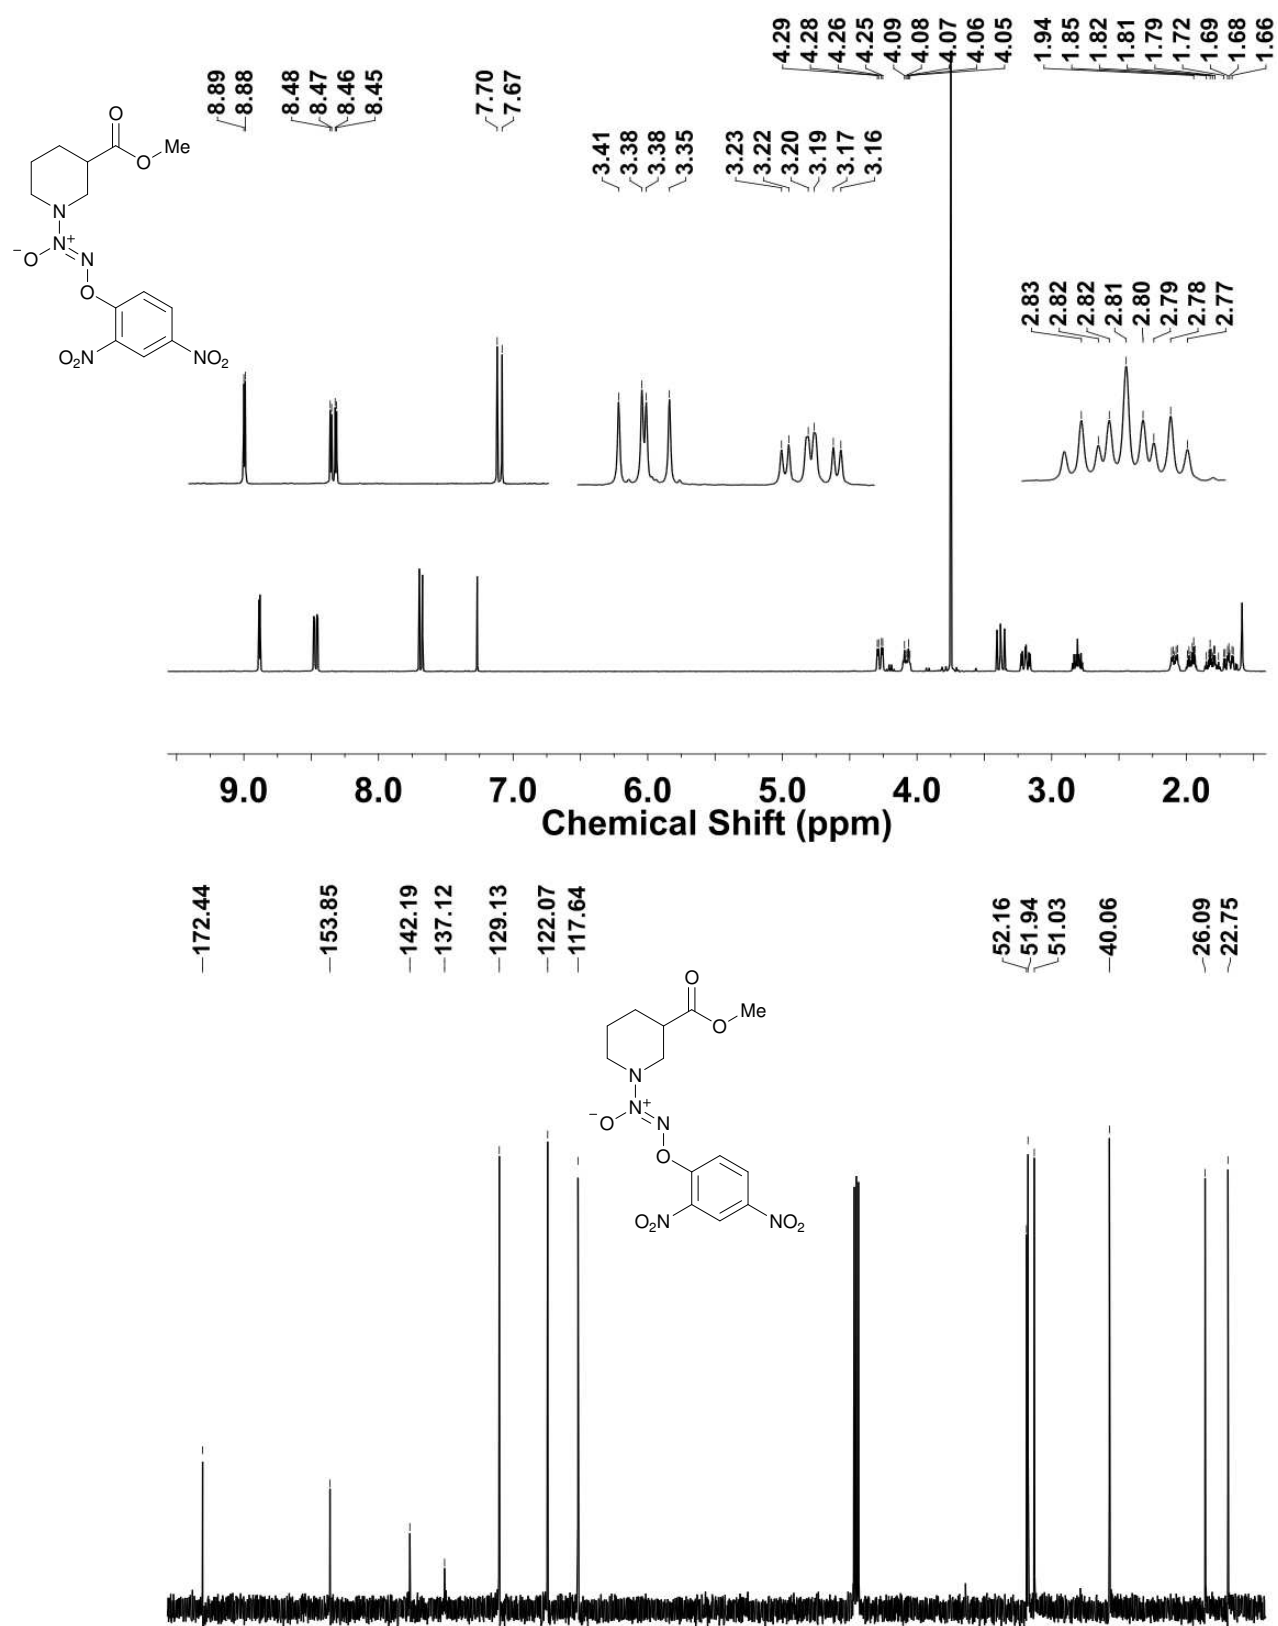 4.29 4.28 4.26 4.25 4.09 4.08 4.07 4.06 4.05 1.94 1.85 1.82 1.81 1.79 1.72 1.69 1.68 1.66
8.89 8.88 8.48 8.47 8.46 8.45 7.70 7.67
3.41 3.38 3.38 3.35 3.23 3.22 3.20 3.19 3.17 3.16
2.83 2.82 2.82 2.81 2.80 2.79 2.78 2.77
O
O Me
N
−O N+ N
O
O2N NO2
9.0 8.0 7.0 6.0 5.0 4.0 3.0 2.0
Chemical Shift (ppm)
172.44 153.85 142.19 137.12 129.13 122.07 117.64 52.16 51.94 51.03 40.06 26.09 22.75
O
O Me
N
−O N+ N
O
O2N NO2